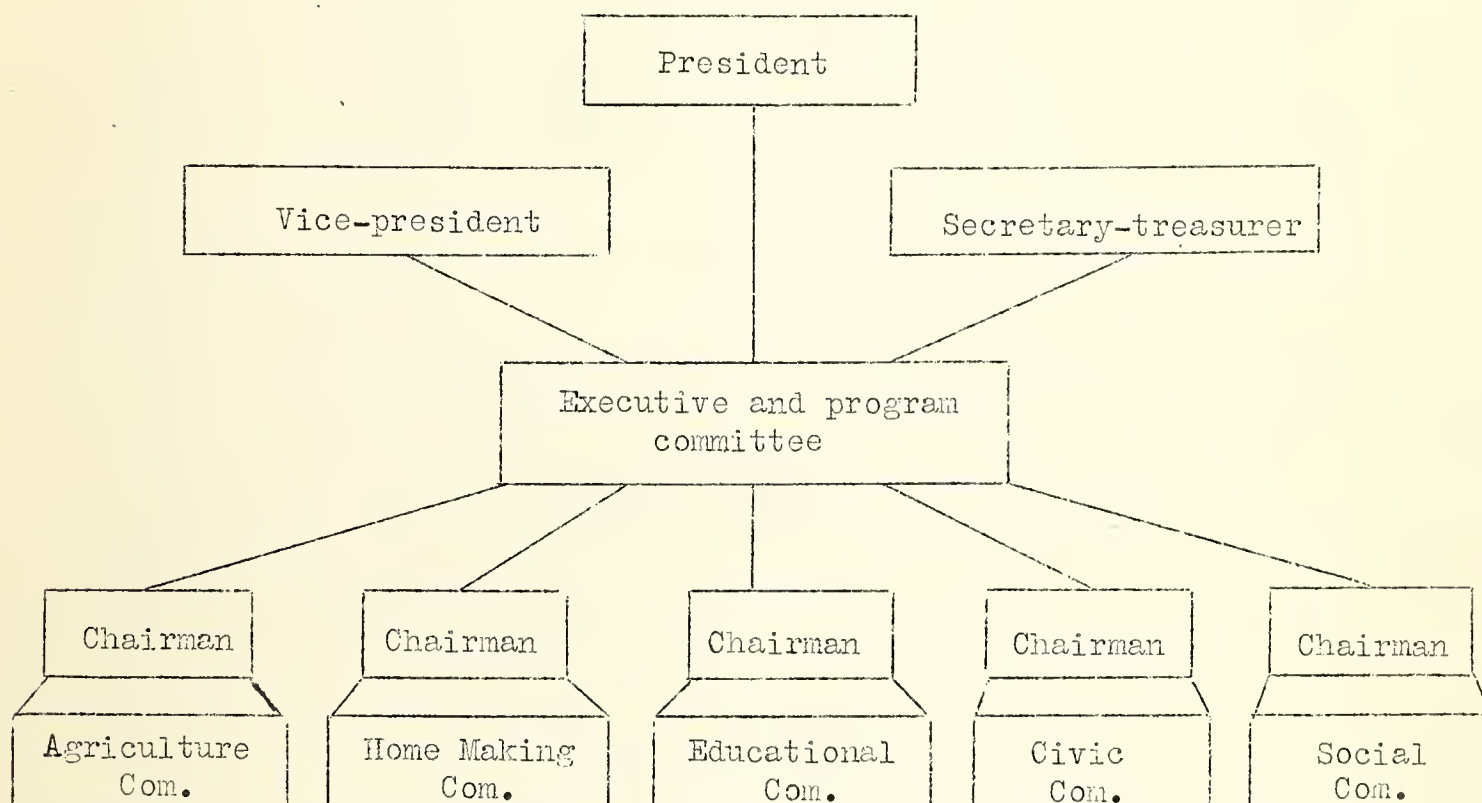 President
Vice-president
Secretary-treasurer
Executive and program
committee
Chairman
Chairman
Chairman
Chairman
Chairman
Agriculture
Com.
Home Making
Com.
Educational
Com.
Civic
Com.
Social
Com.